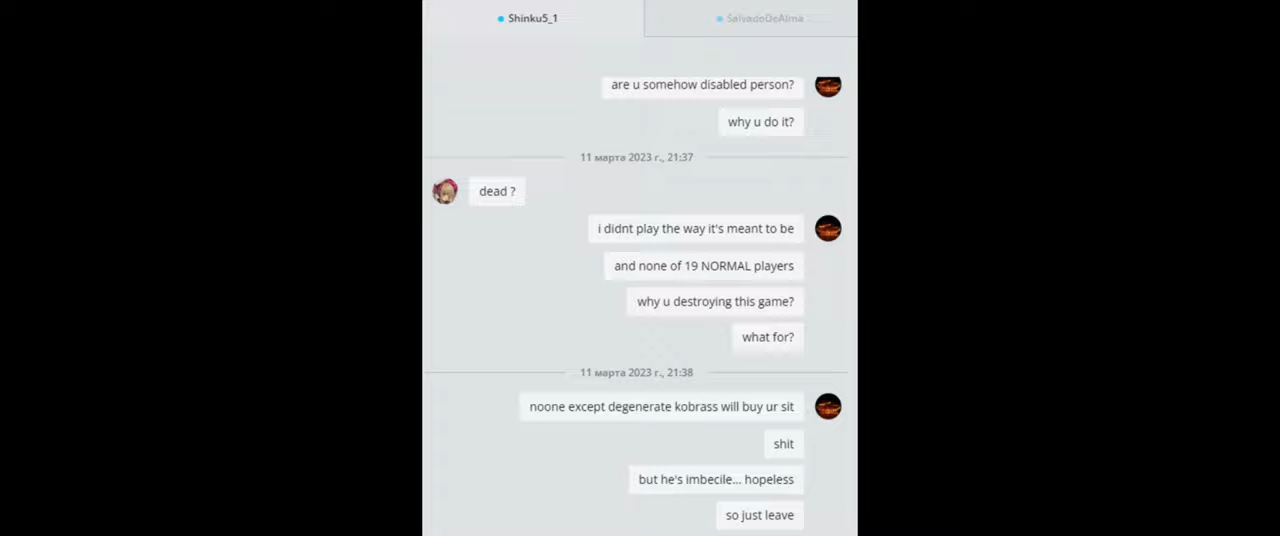 Shinku5_1
SalvadoDeAlma
are u somehow disabled person?
why u do it?
11 марта 2023 г., 21:37
dead ?
i didnt play the way it's meant to be
and none of 19 NORMAL players
why u destroying this game?
what for?
11 марта 2023 г., 21:38
noone except degenerate kobrass will buy ur sit
shit
but he's imbecile... hopeless
so just leave